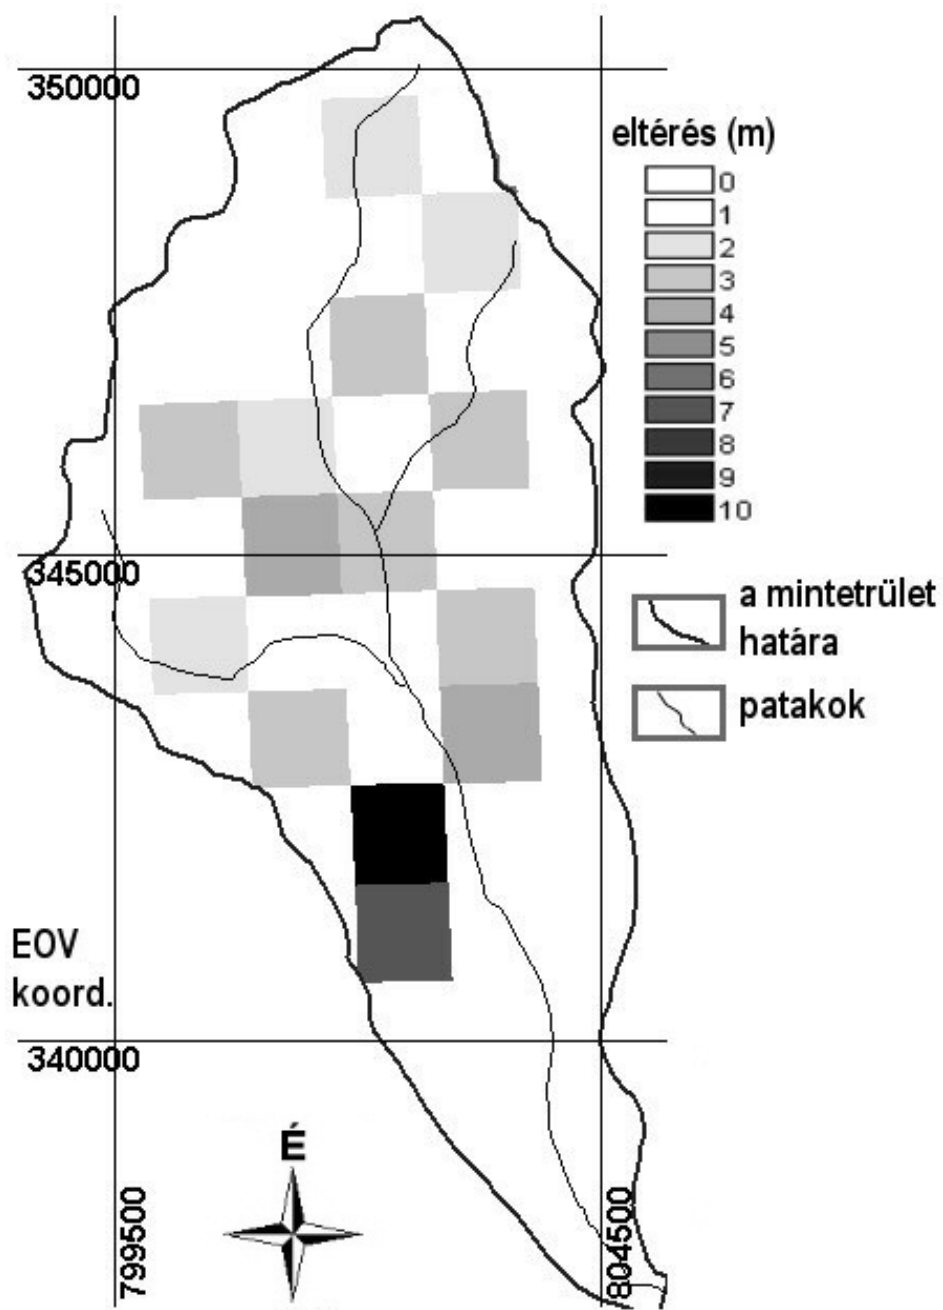 350000
eltérés (m)
0
1
2
3
4
5
6
7
8
9
10
345000
a mintetrület
határa
patakok
EOV
koord.
340000
É
799500
804500